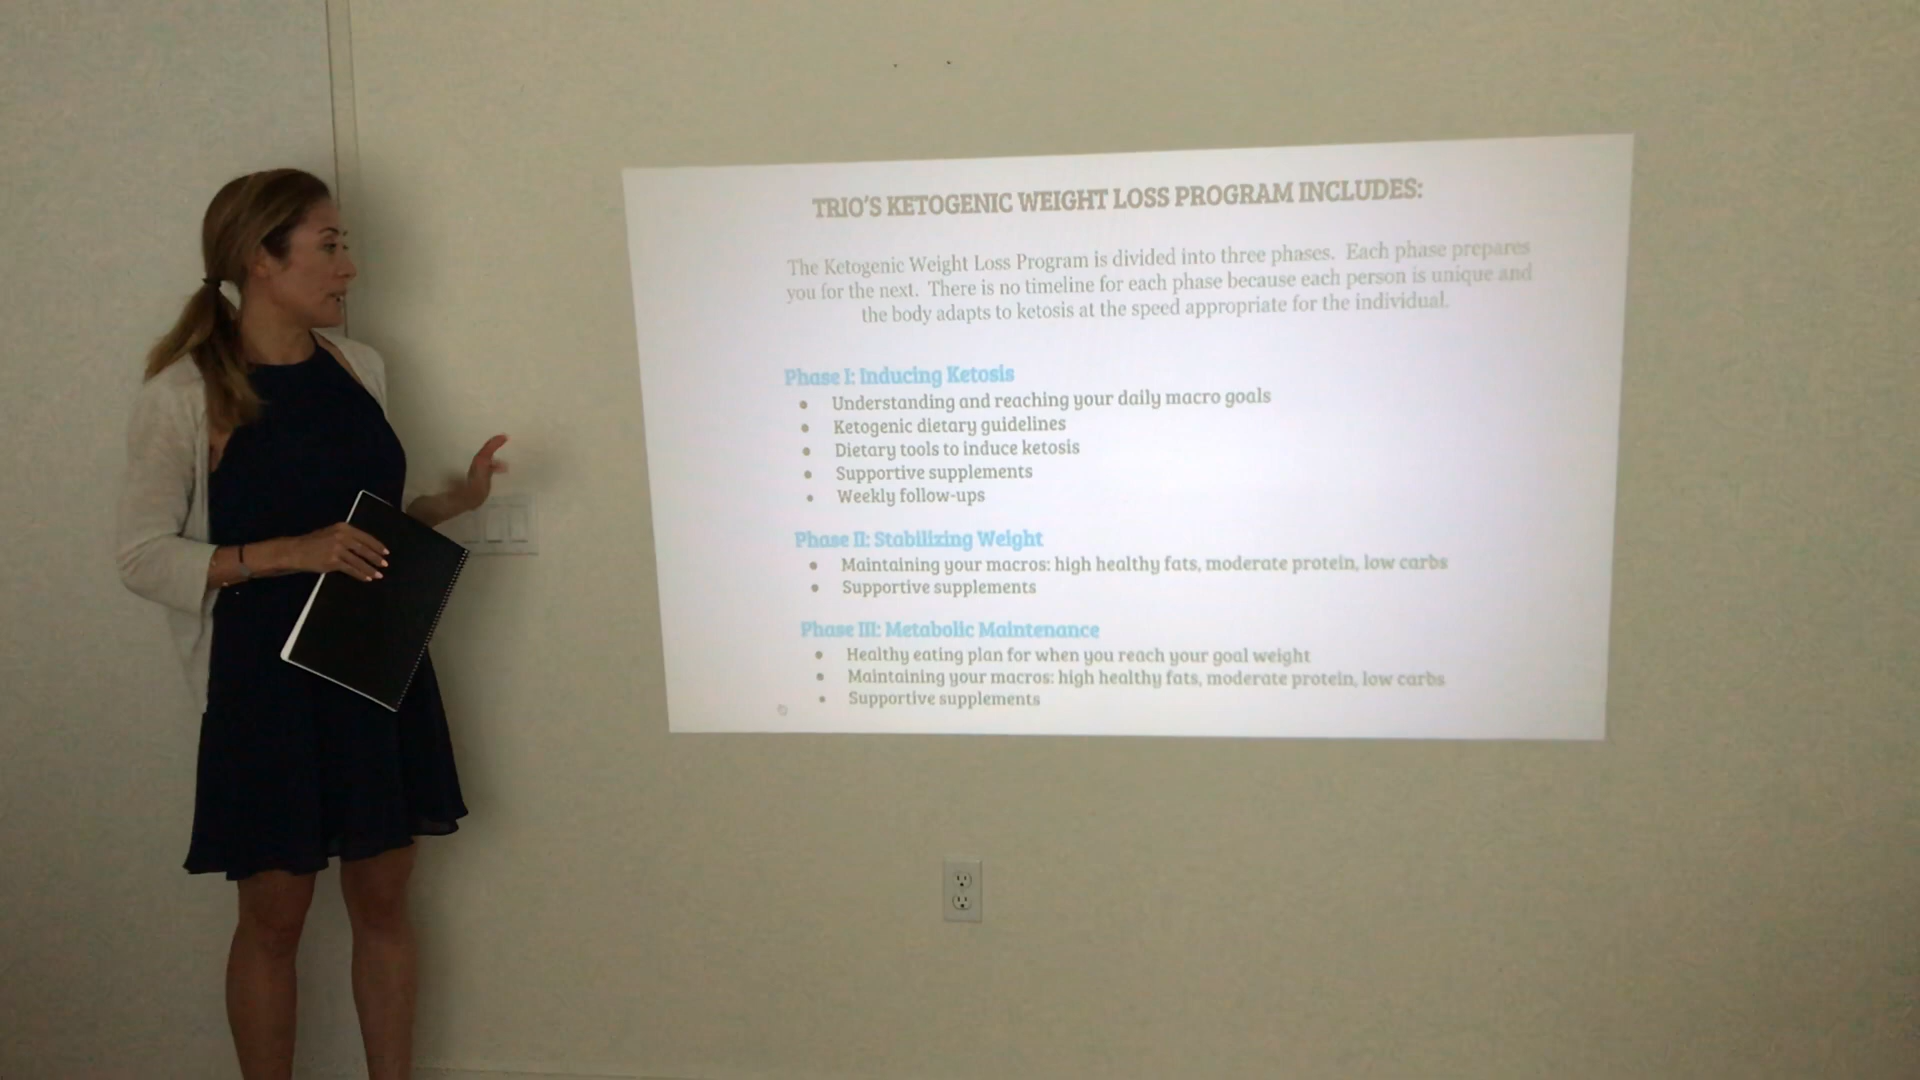 TRIO'S KETOGENIC WEIGHT LOSS PROGRAM INCLUDES:
The Ketogenic Weight Loss Program is divided into three phases.  Each phase prepares
you for the next.  There is no timeline for each phase because each person is unique and
the body adapts to ketosis at the speed appropriate for the individual.
Phase I: Inducing Ketosis
• Understanding and reaching your daily macro goals
• Ketogenic dietary guidelines
• Dietary tools to induce ketosis
• Supportive supplements
• Weekly follow-ups
Phase II: Stabilizing Weight
• Maintaining your macros: high healthy fats, moderate protein, low carbs
• Supportive supplements
Phase III: Metabolic Maintenance
• Healthy eating plan for when you reach your goal weight
• Maintaining your macros: high healthy fats, moderate protein, low carbs
• Supportive supplements